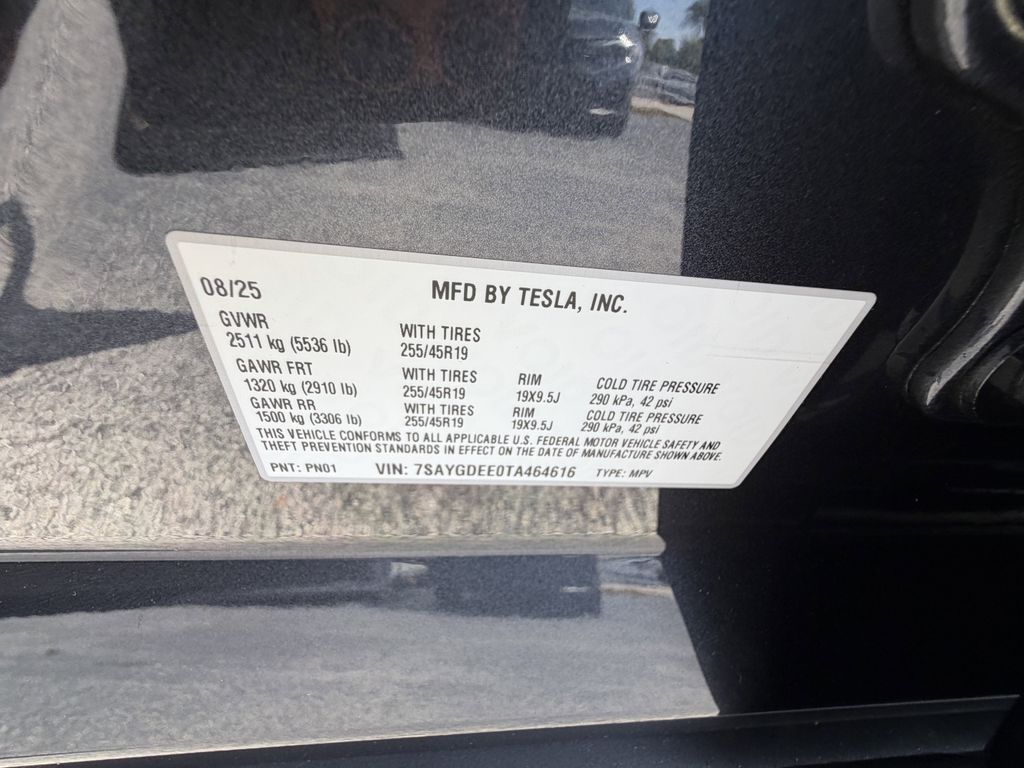 08/25 MFD BY TESLA, INC.
GVWR
2511 kg (5536 lb) WITH TIRES 255/45R19
GAWR FRT
1320 kg (2910 lb) WITH TIRES 255/45R19 RIM 19X9.5J COLD TIRE PRESSURE 290 kPa, 42 psi
GAWR RR
1500 kg (3306 lb) WITH TIRES 255/45R19 RIM 19X9.5J COLD TIRE PRESSURE 290 kPa, 42 psi
THIS VEHICLE CONFORMS TO ALL APPLICABLE U.S. FEDERAL MOTOR VEHICLE SAFETY AND
THEFT PREVENTION STANDARDS IN EFFECT ON THE DATE OF MANUFACTURE SHOWN ABOVE.
PNT: PN01 VIN: 7SAYGDEE0TA464616 TYPE: MPV